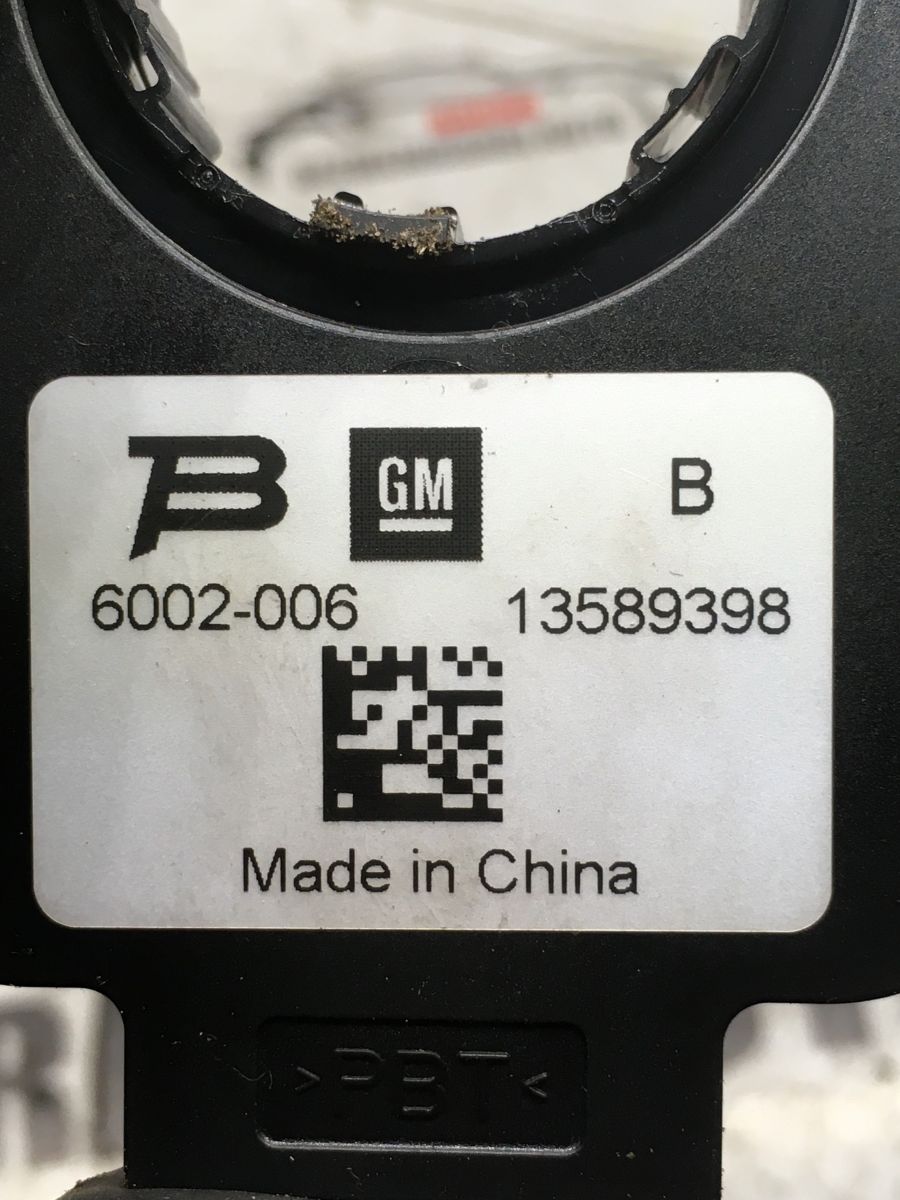 B GM B
6002-006 13589398
Made in China
>PBT<